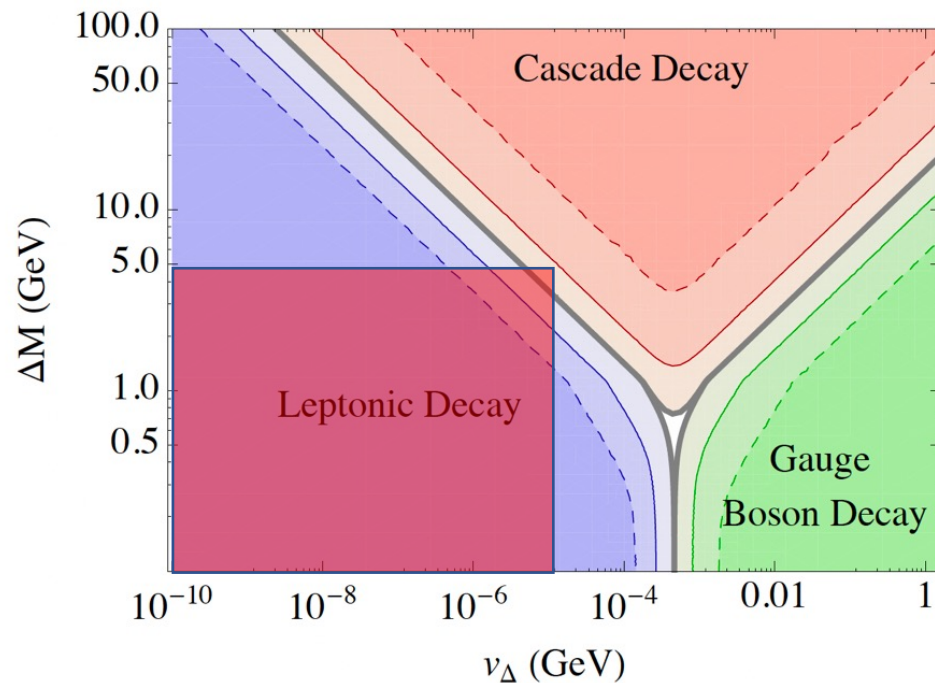 100.0
50.0
10.0
5.0
1.0
0.5
ΔM (GeV)
Cascade Decay
Leptonic Decay
Gauge
Boson Decay
10⁻¹⁰ 10⁻⁸ 10⁻⁶ 10⁻⁴ 0.01 1
v_Δ (GeV)